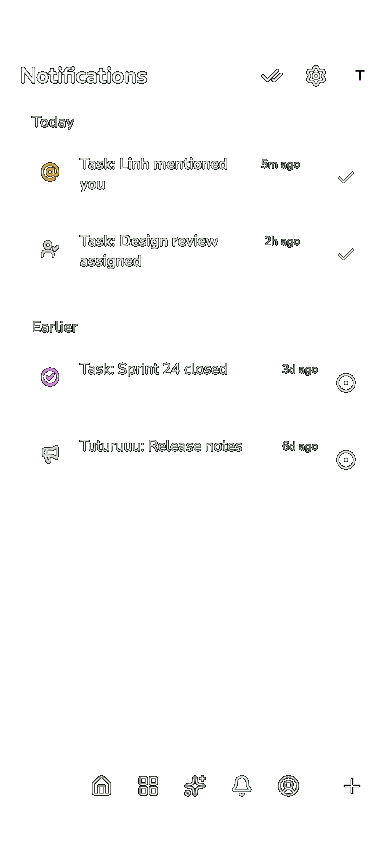 Notifications
T
Today
Task: Linh mentioned
you
5m ago
Task: Design review
assigned
2h ago
Earlier
Task: Sprint 24 closed
3d ago
Tuturuuu: Release notes
6d ago